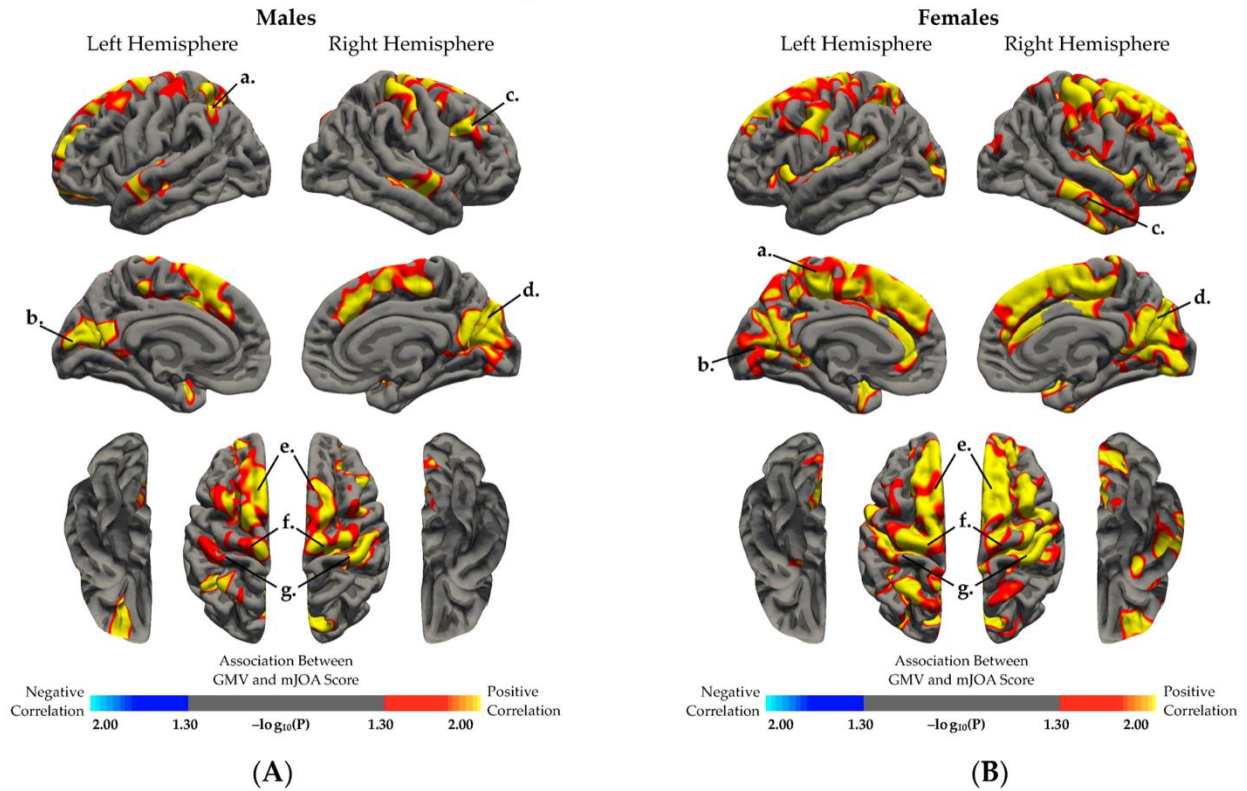 Males
Left Hemisphere
Right Hemisphere
a.
c.
b.
d.
e.
f.
g.
Association Between
GMV and mJOA Score
Negative
Correlation
Positive
Correlation
2.00
1.30
–log₁₀(P)
1.30
2.00
(A)
Females
Left Hemisphere
Right Hemisphere
c.
a.
b.
d.
e.
f.
g.
Association Between
GMV and mJOA Score
Negative
Correlation
Positive
Correlation
2.00
1.30
–log₁₀(P)
1.30
2.00
(B)